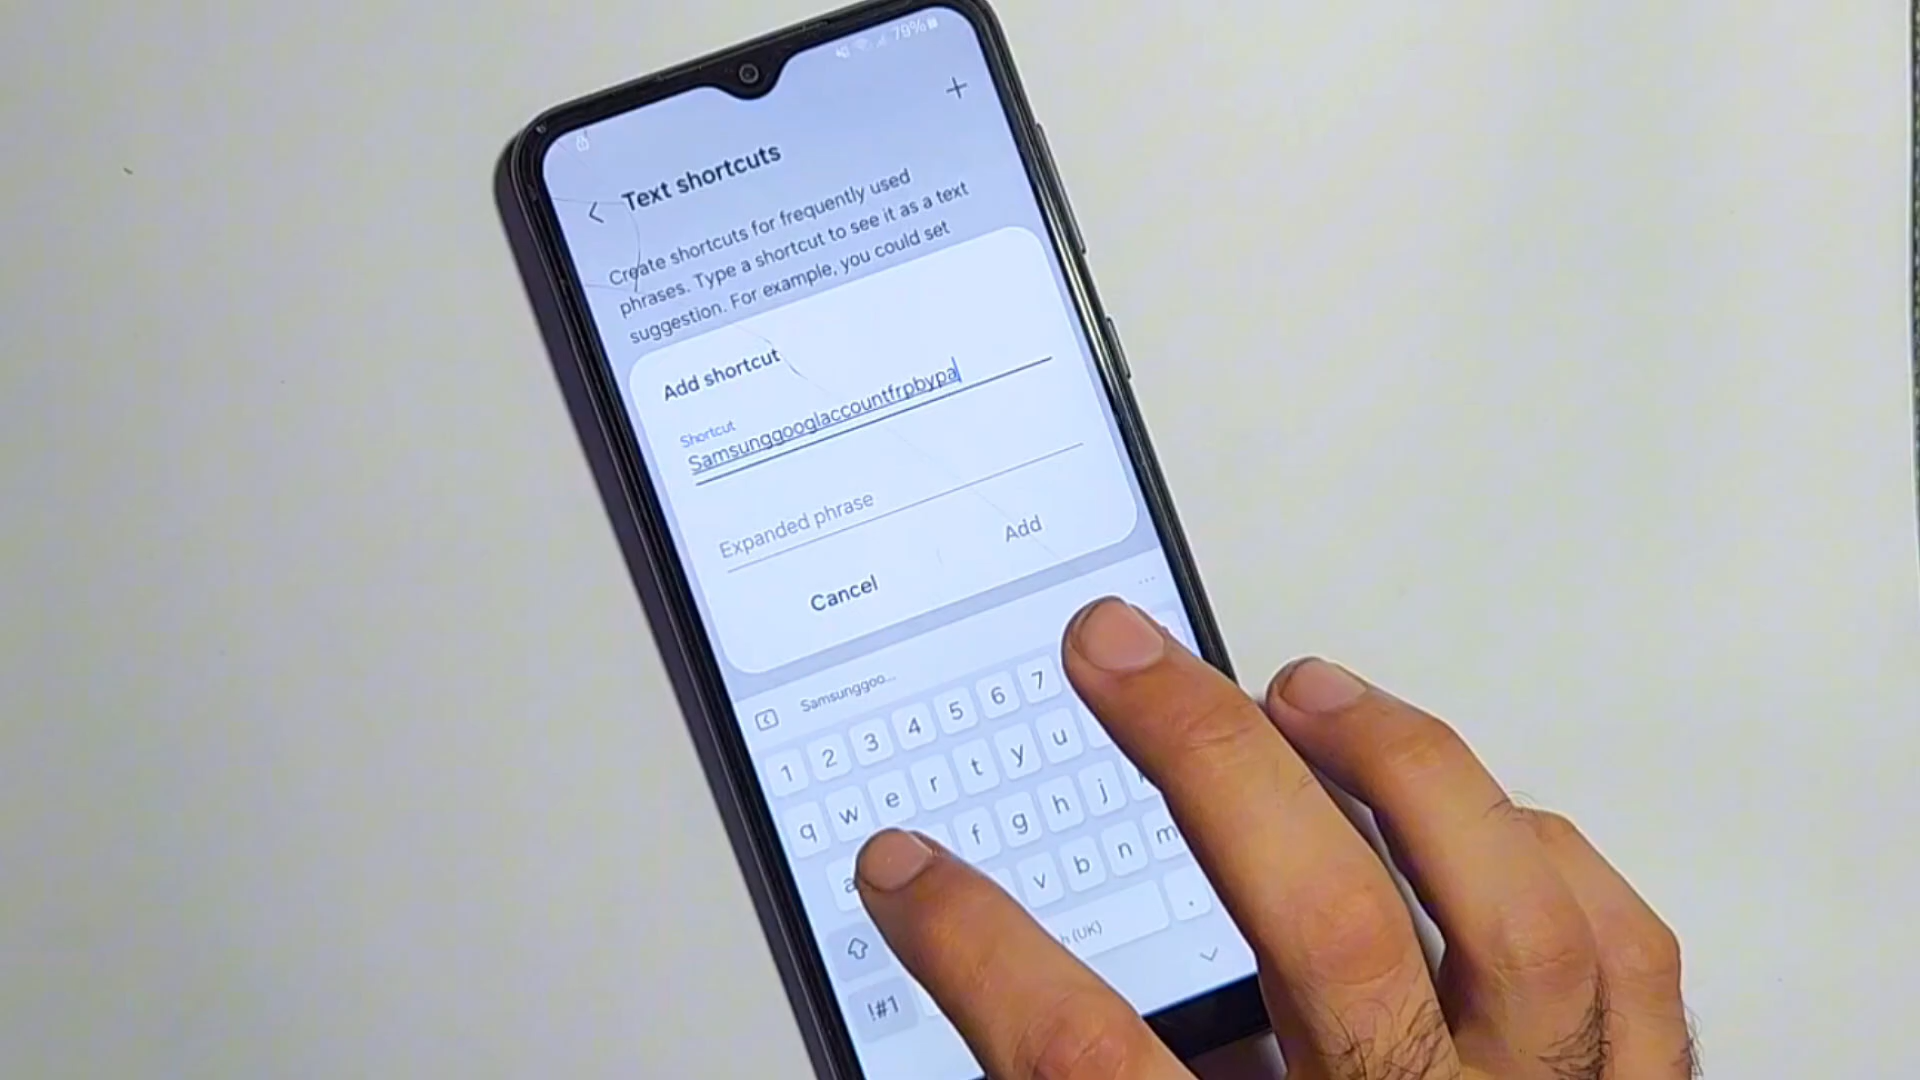 79%
+
< Text shortcuts
Create shortcuts for frequently used
phrases. Type a shortcut to see it as a text
suggestion. For example, you could set
Add shortcut
Shortcut
Samsunggooglaccountfrpbypa
Expanded phrase
Cancel
Add
Samsunggoo...
1 2 3 4 5 6 7
q w e r t y u
a f g h j
v b n m
!#1 (UK) .